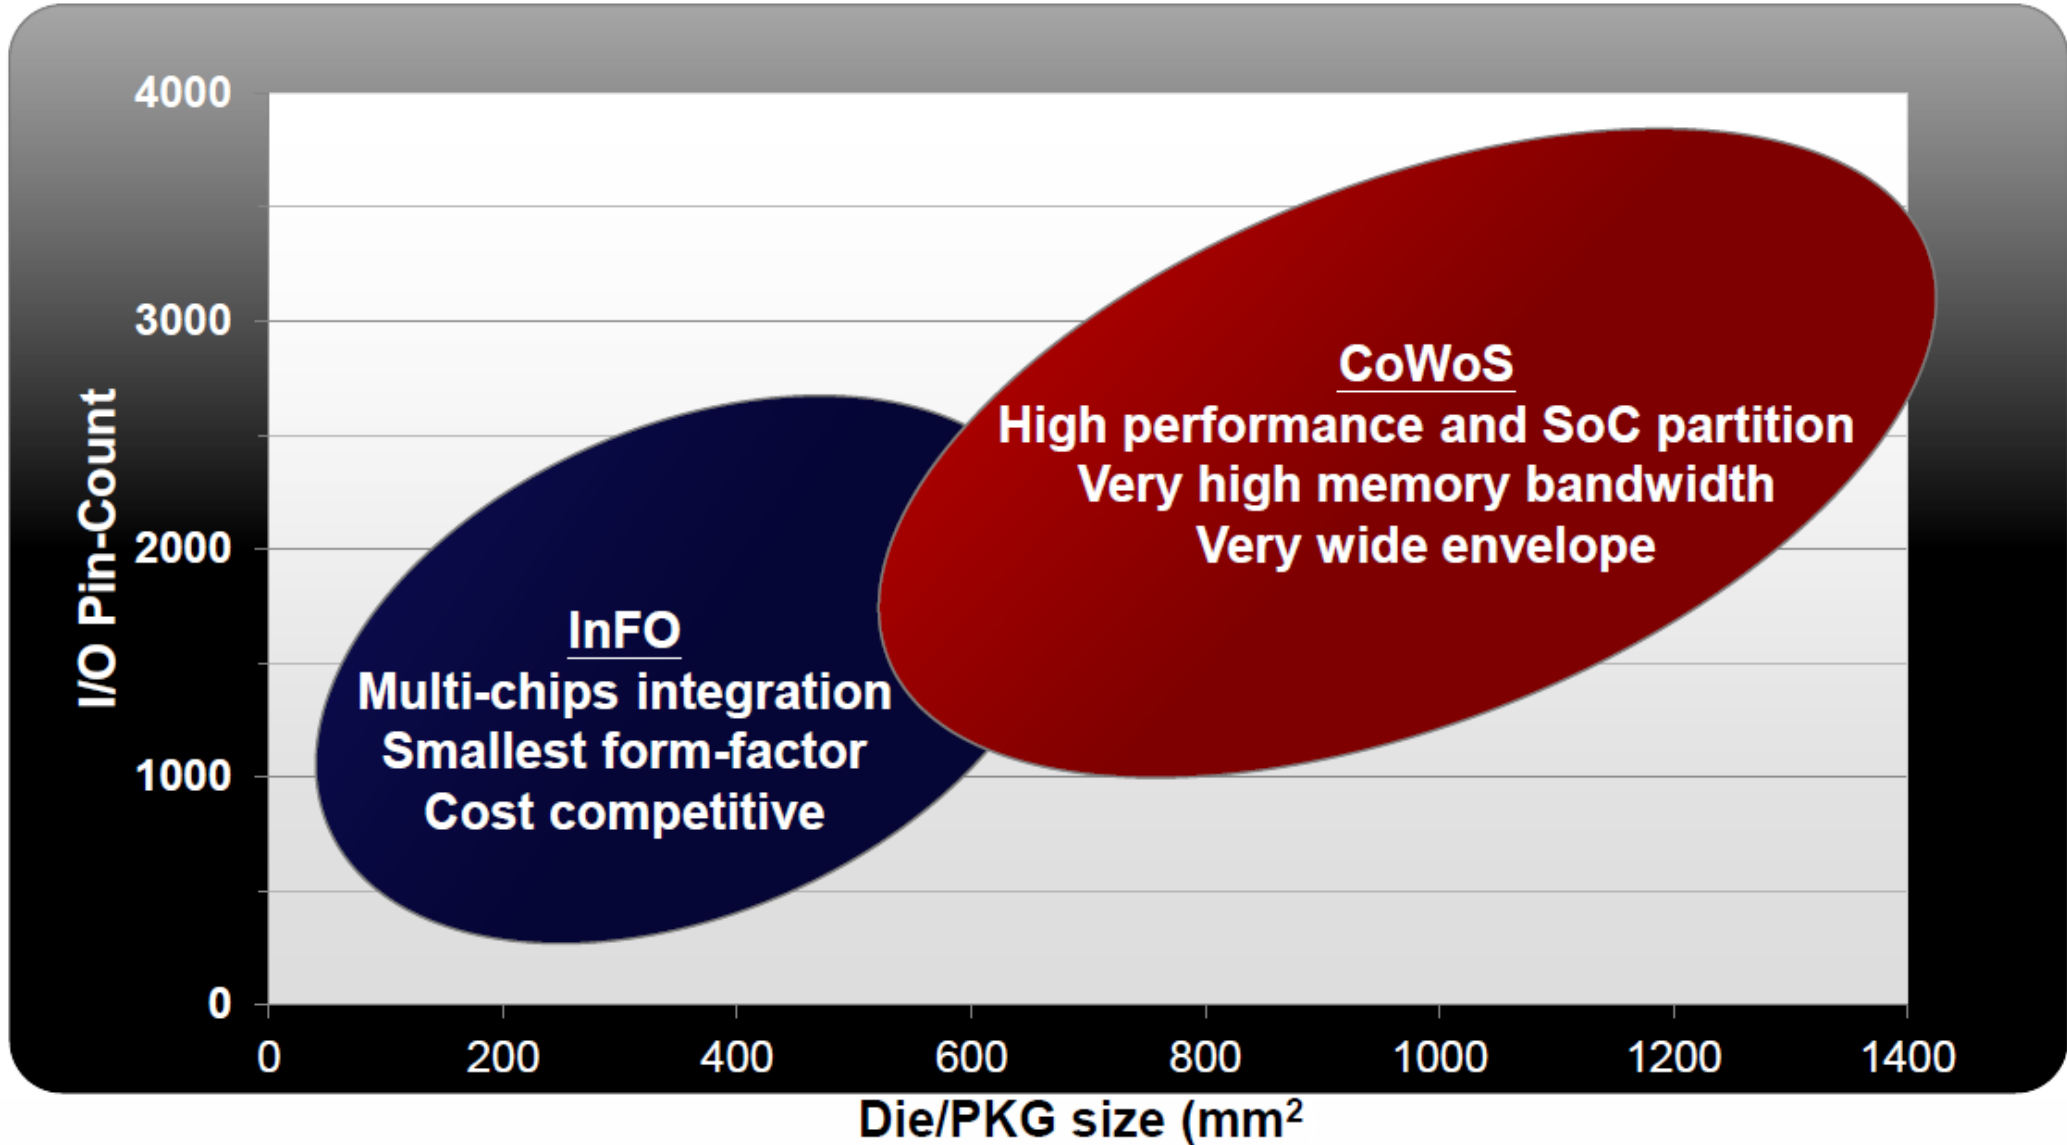 4000
3000
2000
1000
0
I/O Pin-Count
CoWoS
High performance and SoC partition
Very high memory bandwidth
Very wide envelope
InFO
Multi-chips integration
Smallest form-factor
Cost competitive
0 200 400 600 800 1000 1200 1400
Die/PKG size (mm²